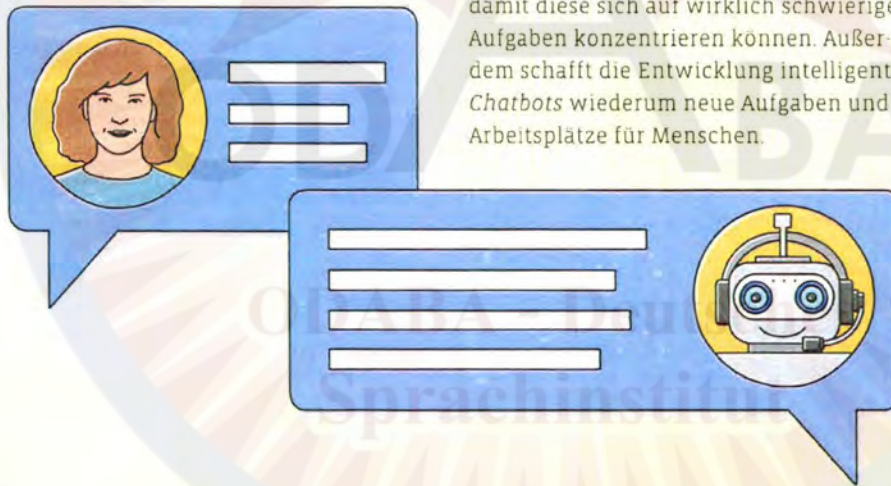 damit diese sich auf wirklich schwierige
Aufgaben konzentrieren können. Außer-
dem schafft die Entwicklung intelligent
Chatbots wiederum neue Aufgaben und
Arbeitsplätze für Menschen.
ODABA - Deutsch
Sprachinstitut